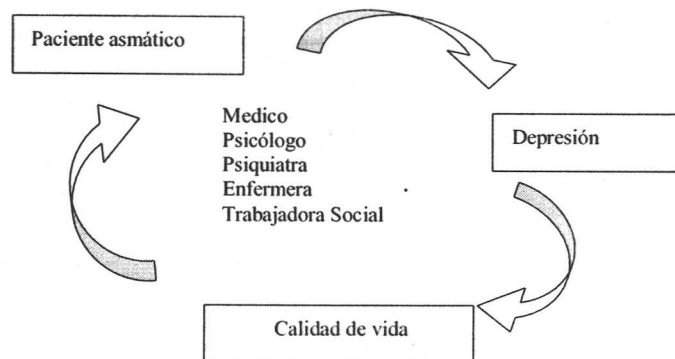 Paciente asmático
Medico
Psicólogo
Psiquiatra
Enfermera
Trabajadora Social
Depresión
Calidad de vida